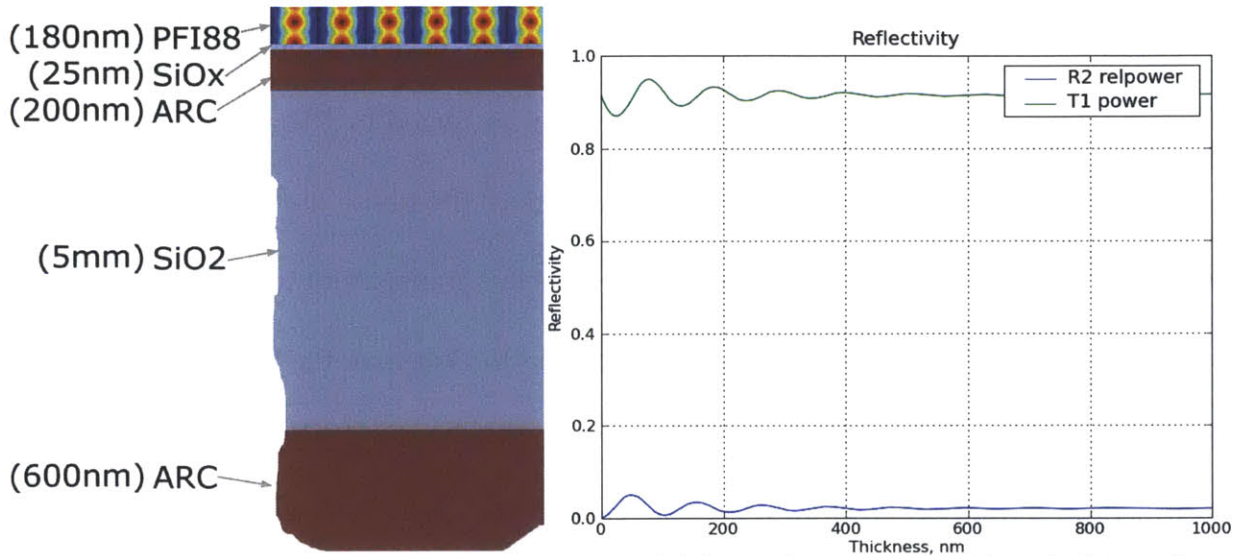 (180nm) PFI88
(25nm) SiOx
(200nm) ARC
(5mm) SiO2
(600nm) ARC
Reflectivity
R2 relpower
T1 power
Reflectivity
1.0
0.8
0.6
0.4
0.2
0.0
0
200
400
600
800
1000
Thickness, nm